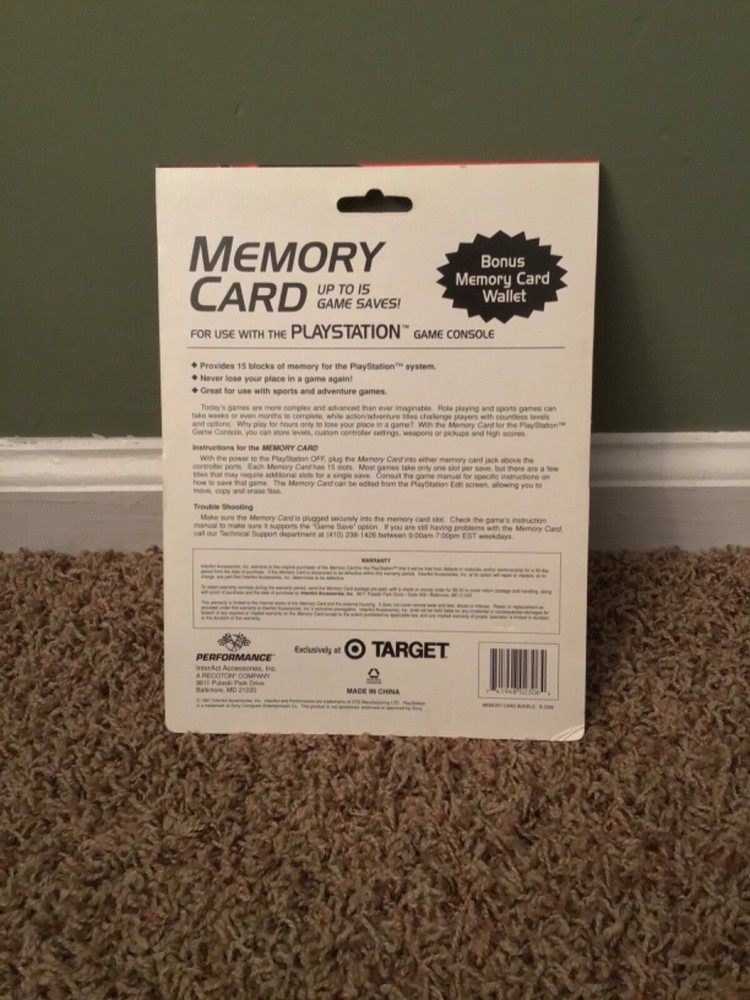 MEMORY
CARD UP TO 15
GAME SAVES!
Bonus
Memory Card
Wallet
FOR USE WITH THE PLAYSTATION™ GAME CONSOLE
◆ Provides 15 blocks of memory for the PlayStation™ system.
◆ Never lose your place in a game again!
◆ Great for use with sports and adventure games.
Today's games are more complex and advanced than ever imaginable. Role playing and sports games can
take weeks or even months to complete, while action/adventure titles challenge players with countless levels
and options. Why play for hours only to lose your place in a game? With the Memory Card for the PlayStation™
Game Console, you can store levels, custom controller settings, weapons or pickups and high scores.
Instructions for the MEMORY CARD
With the power to the PlayStation OFF, plug the Memory Card into either memory card jack above the
controller ports. Each Memory Card has 15 slots. Most games take only one slot per save, but there are a few
titles that may require additional slots for a single save. Consult the game manual for specific instructions on
how to save that game. The Memory Card can be edited from the PlayStation Edit screen, allowing you to
move, copy and erase files.
Trouble Shooting
Make sure the Memory Card is plugged securely into the memory card slot. Check the game's instruction
manual to make sure it supports the "Game Save" option. If you are still having problems with the Memory Card,
call our Technical Support department at (410) 238-1426 between 9:00am-7:00pm EST weekdays.
WARRANTY
PERFORMANCE
InterAct Accessories, Inc.
A RECOTON® COMPANY
9611 Pulaski Park Drive
Baltimore, MD 21220
Exclusively at TARGET
MADE IN CHINA
MEMORY CARD BUNDLE